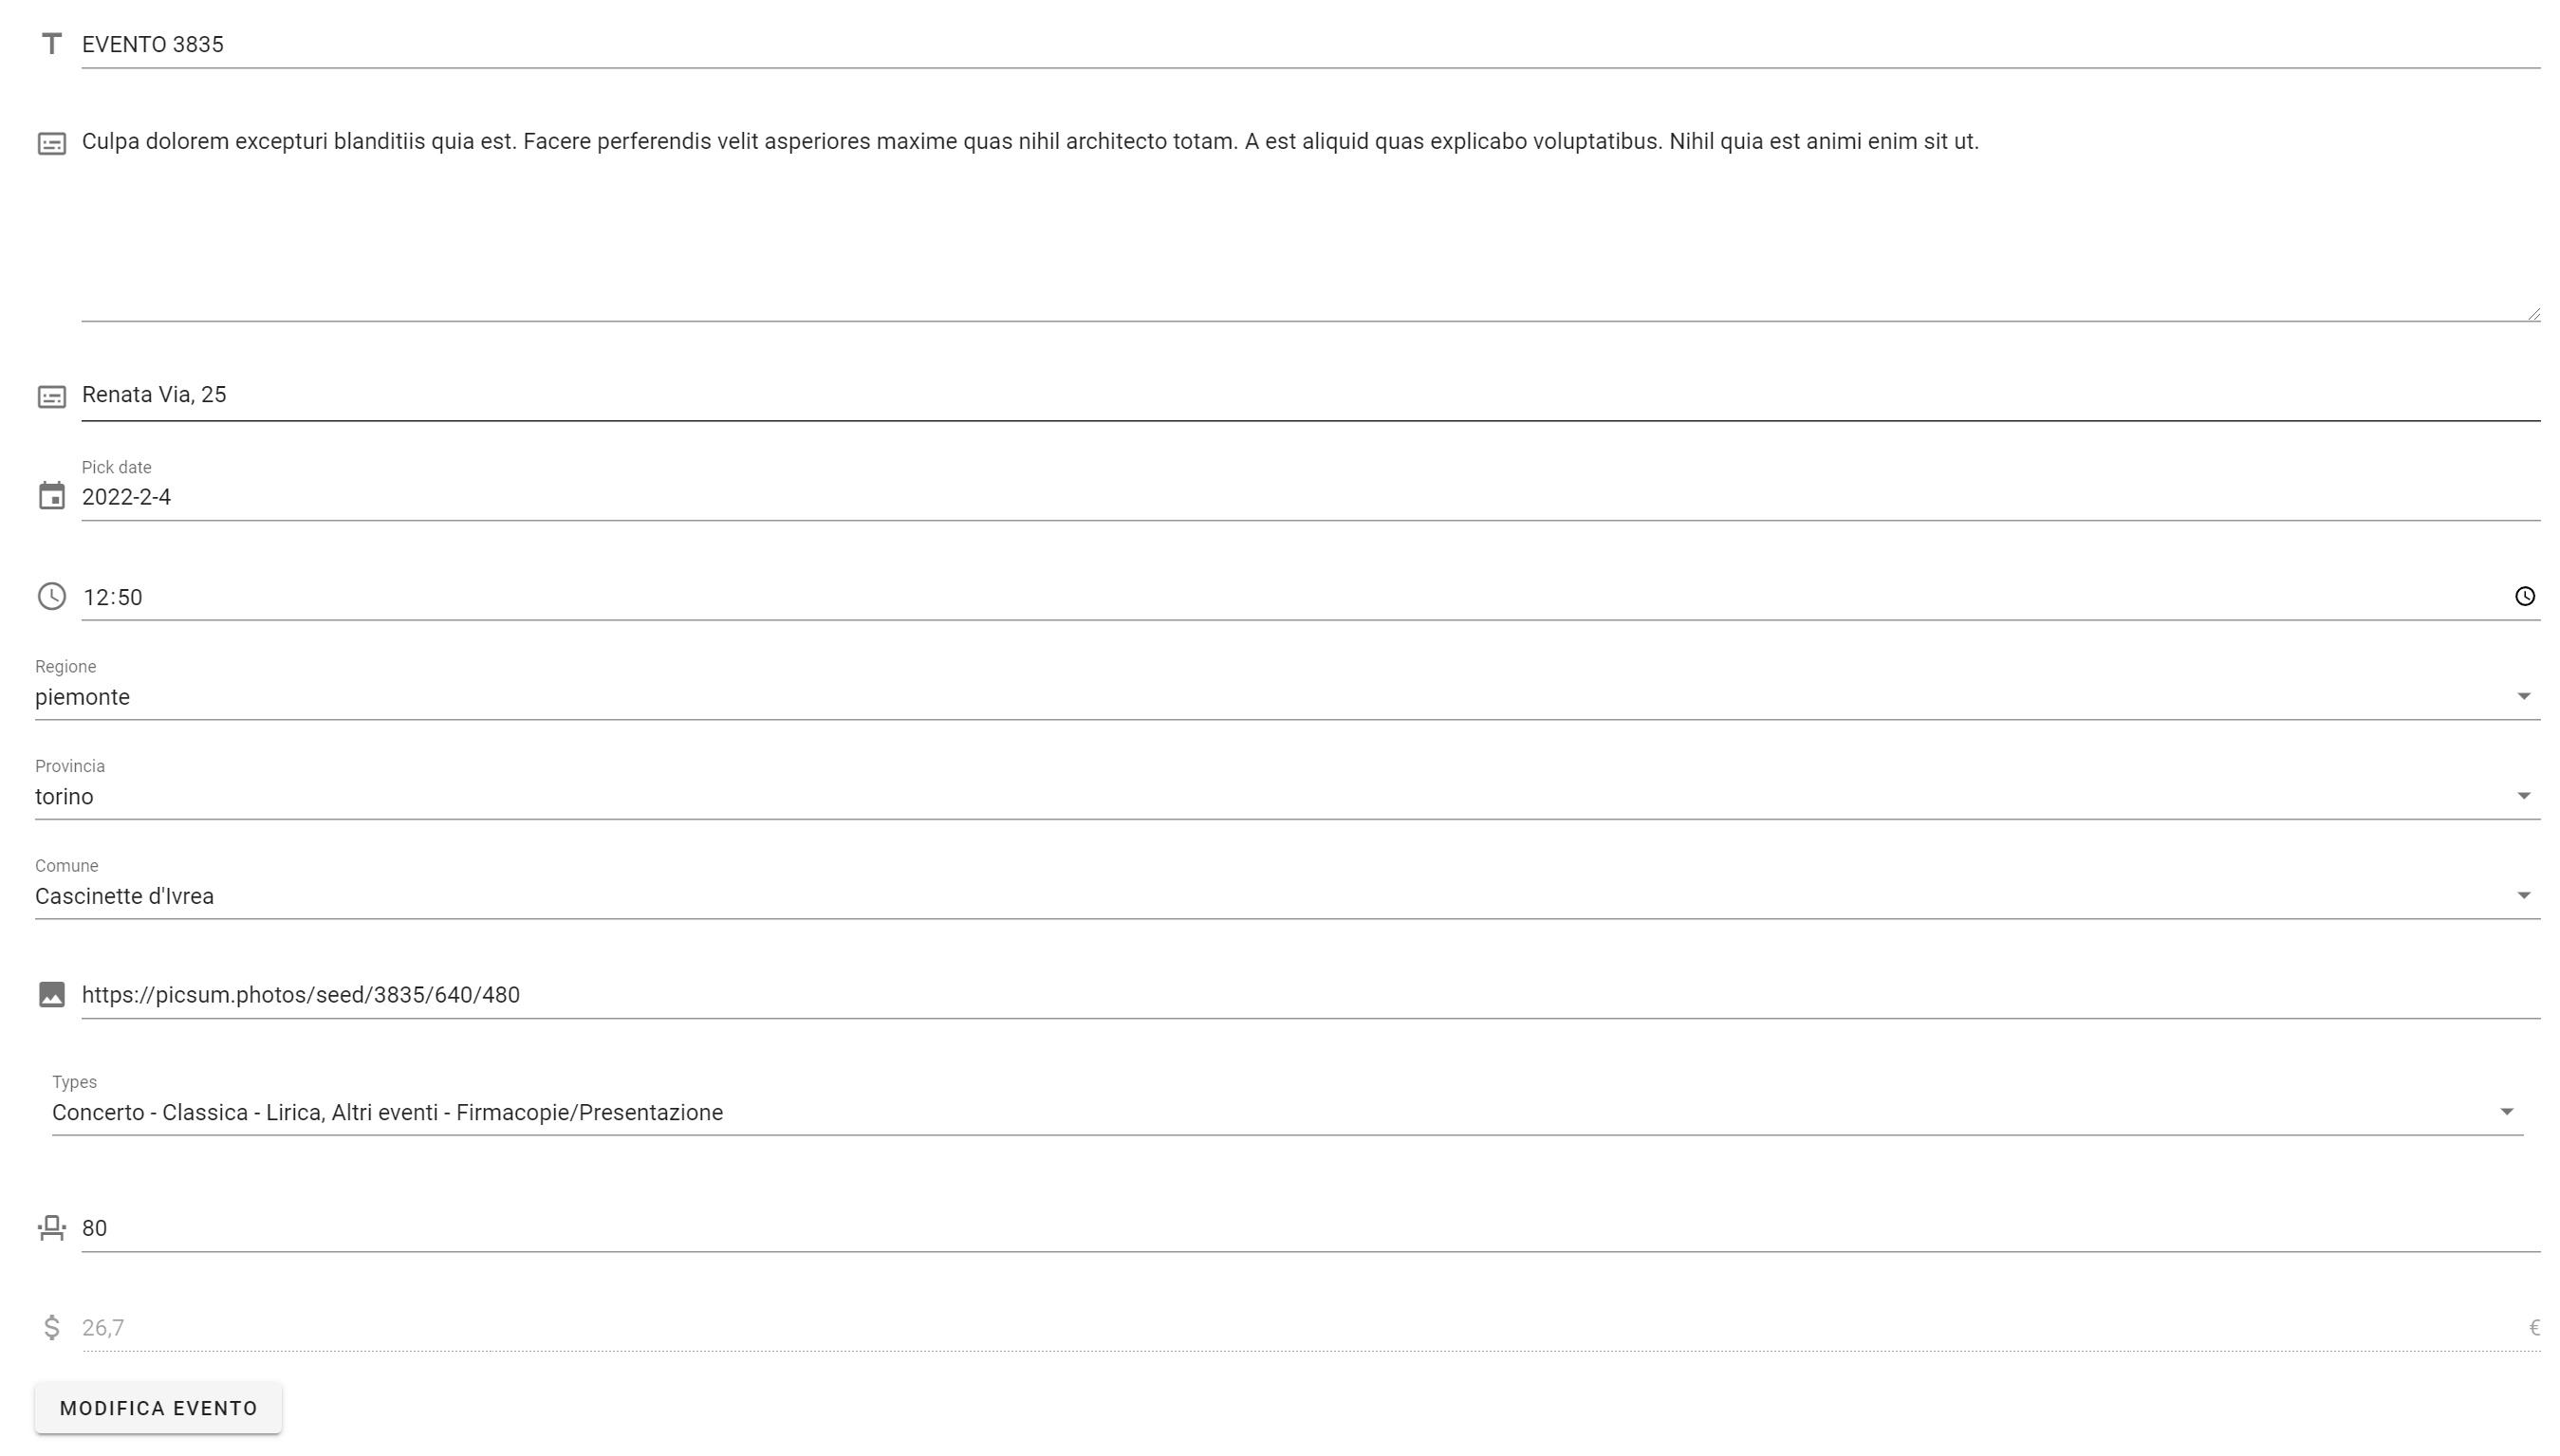 EVENTO 3835
Culpa dolorem excepturi blanditiis quia est. Facere perferendis velit asperiores maxime quas nihil architecto totam. A est aliquid quas explicabo voluptatibus. Nihil quia est animi enim sit ut.
Renata Via, 25
Pick date
2022-2-4
12:50
Regione
piemonte
Provincia
torino
Comune
Cascinette d'Ivrea
https://picsum.photos/seed/3835/640/480
Types
Concerto - Classica - Lirica, Altri eventi - Firmacopie/Presentazione
80
26,7 €
MODIFICA EVENTO